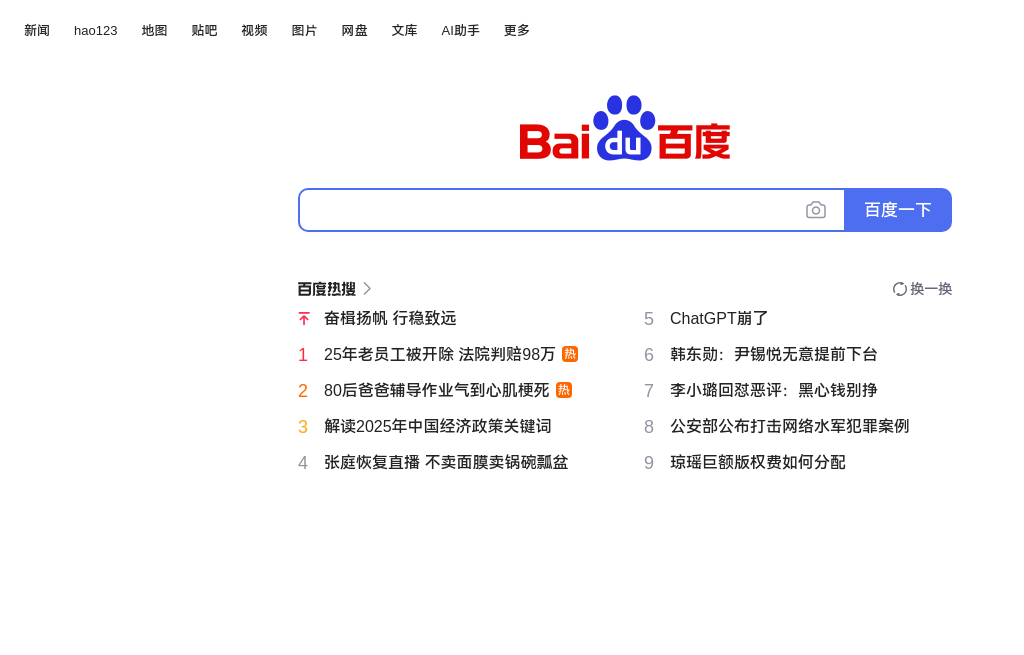 新闻 hao123 地图 贴吧 视频 图片 网盘 文库 AI助手 更多
Bai du 百度
百度一下
百度热搜
换一换
奋楫扬帆 行稳致远
1 25年老员工被开除 法院判赔98万 热
2 80后爸爸辅导作业气到心肌梗死 热
3 解读2025年中国经济政策关键词
4 张庭恢复直播 不卖面膜卖锅碗瓢盆
5 ChatGPT崩了
6 韩东勋：尹锡悦无意提前下台
7 李小璐回怼恶评：黑心钱别挣
8 公安部公布打击网络水军犯罪案例
9 琼瑶巨额版权费如何分配